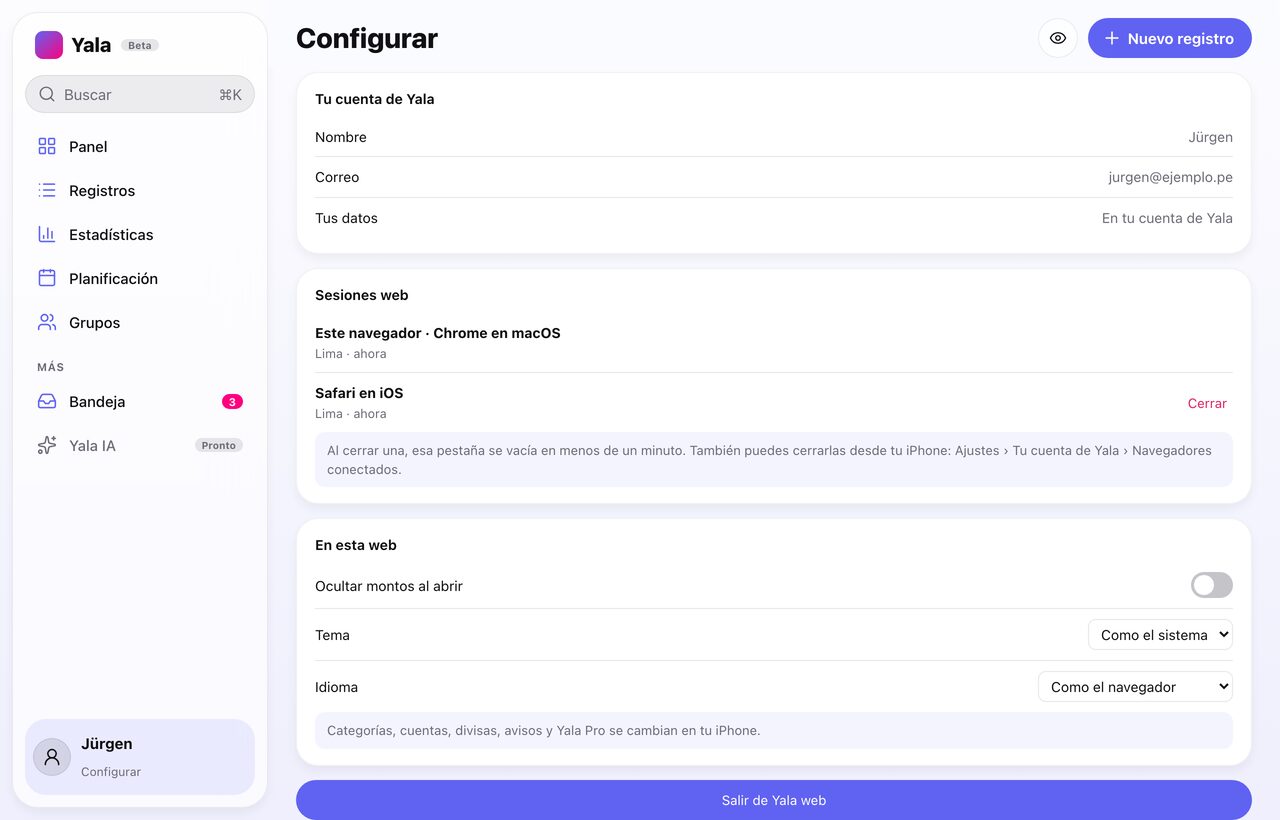 Yala Beta
Buscar ⌘K
Panel
Registros
Estadísticas
Planificación
Grupos
MÁS
Bandeja 3
Yala IA Pronto
Jürgen
Configurar
Configurar
+ Nuevo registro
Tu cuenta de Yala
Nombre Jürgen
Correo jurgen@ejemplo.pe
Tus datos En tu cuenta de Yala
Sesiones web
Este navegador · Chrome en macOS
Lima · ahora
Safari en iOS
Lima · ahora
Cerrar
Al cerrar una, esa pestaña se vacía en menos de un minuto. También puedes cerrarlas desde tu iPhone: Ajustes › Tu cuenta de Yala › Navegadores
conectados.
En esta web
Ocultar montos al abrir
Tema Como el sistema
Idioma Como el navegador
Categorías, cuentas, divisas, avisos y Yala Pro se cambian en tu iPhone.
Salir de Yala web